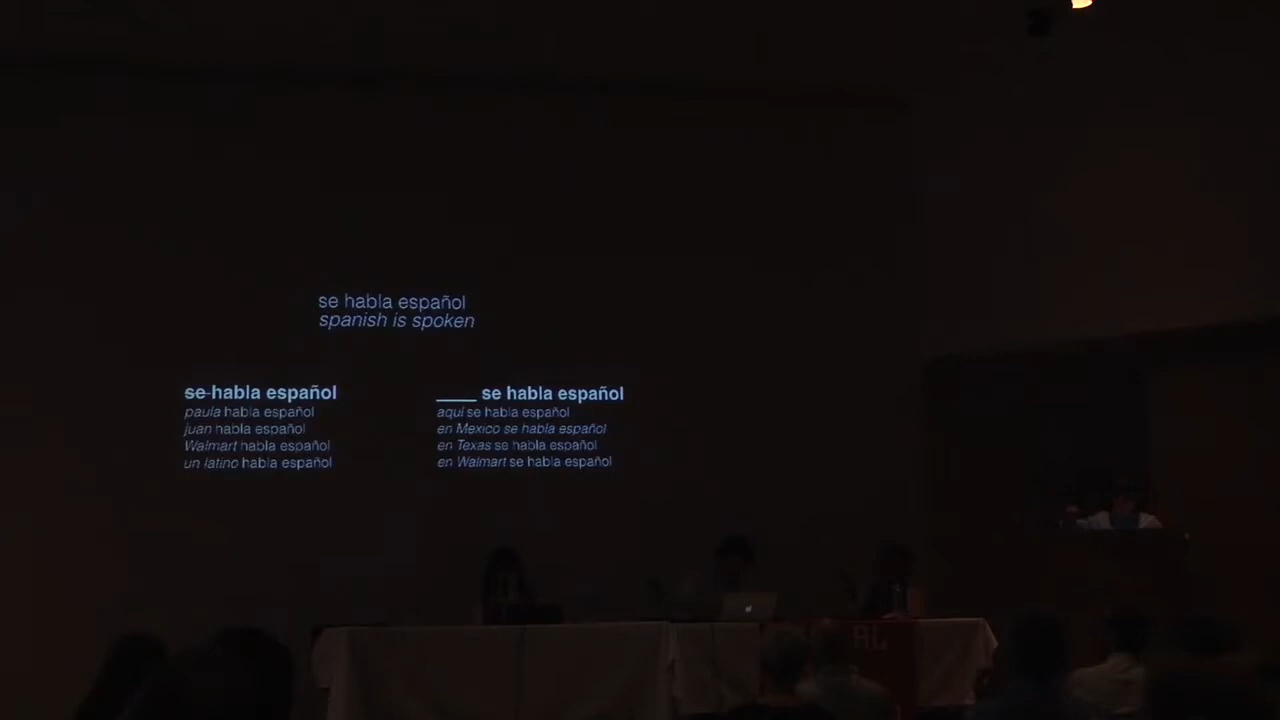 se habla español
spanish is spoken
se habla español
paula habla español
juan habla español
Walmart habla español
un latino habla español
____ se habla español
aquí se habla español
en Mexico se habla español
en Texas se habla español
en Walmart se habla español
AL